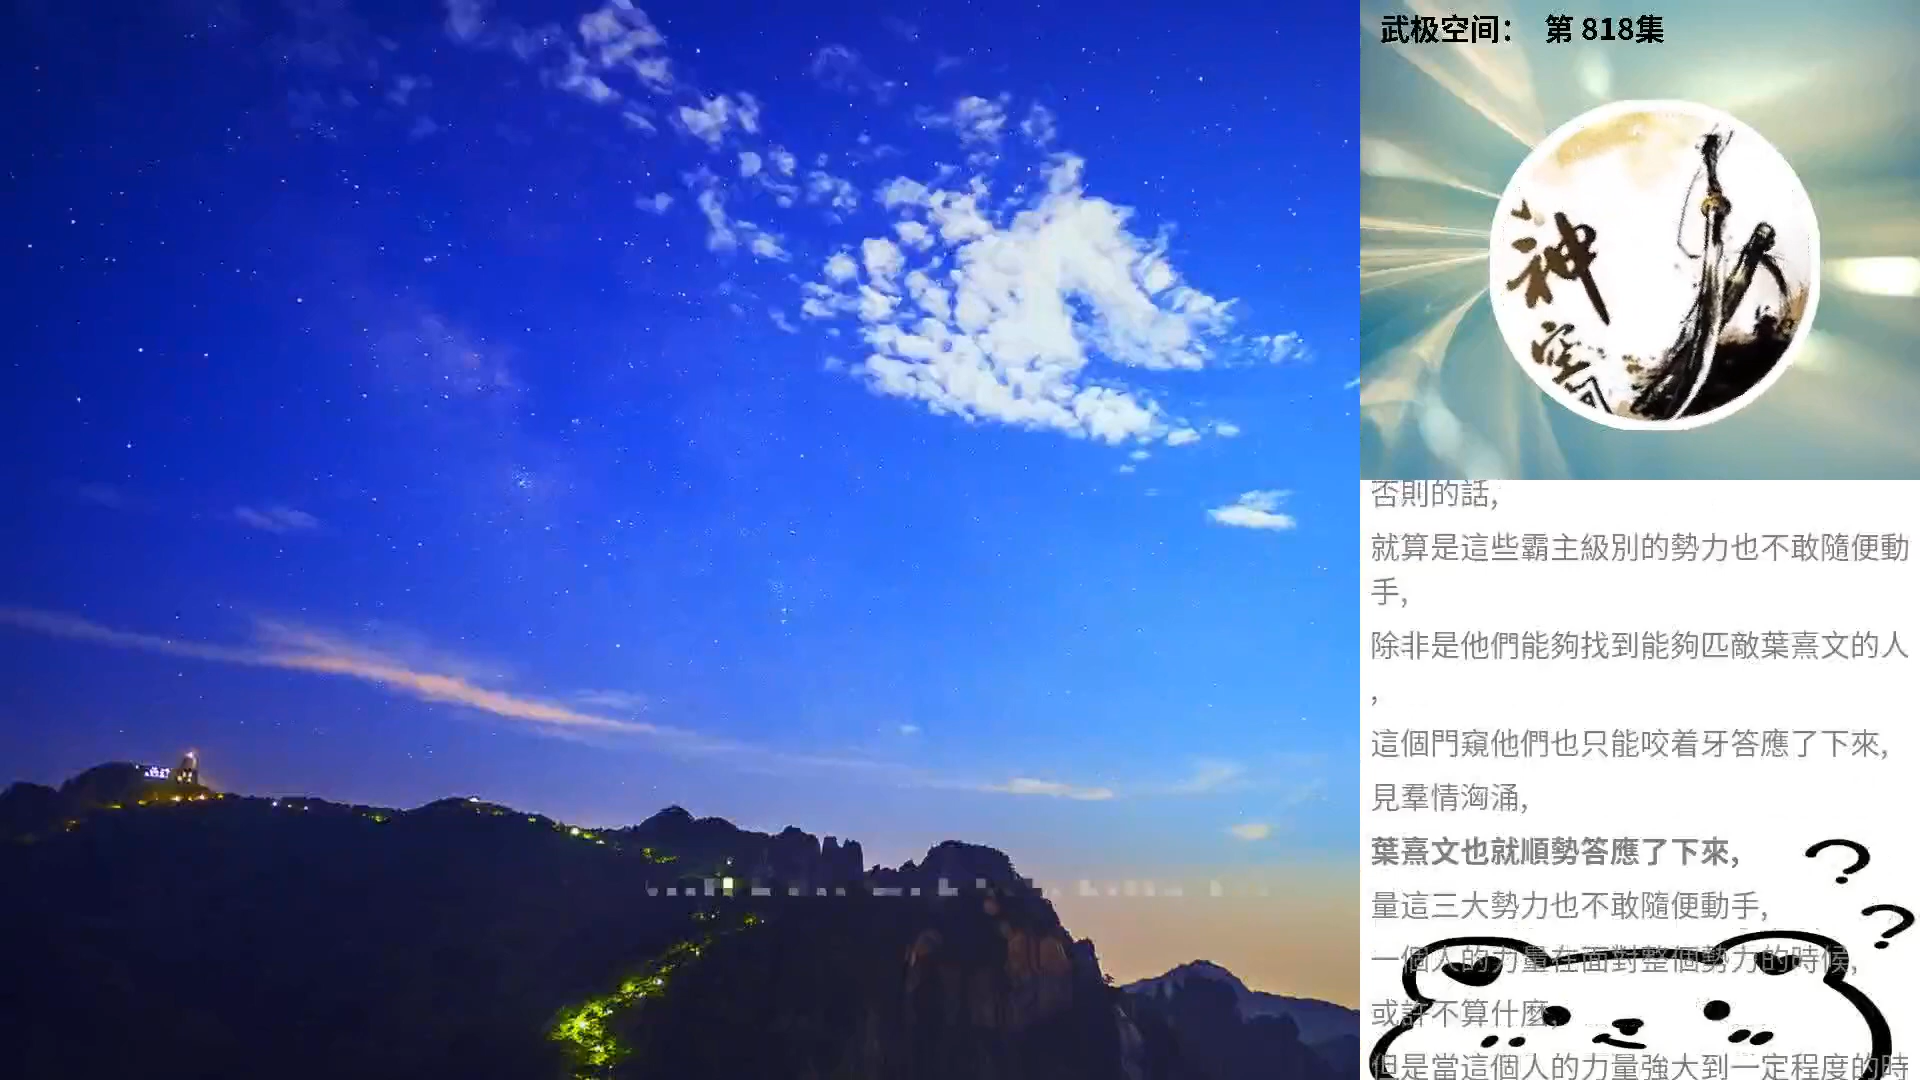 武极空间： 第 818集
神
否則的話,
就算是這些霸主級別的勢力也不敢隨便動
手,
除非是他們能夠找到能夠匹敵葉熹文的人
,
這個門窺他們也只能咬着牙答應了下來,
見羣情洶涌,
葉熹文也就順勢答應了下來,
量這三大勢力也不敢隨便動手,
一個人的力量在面對整個勢力的時候,
或許不算什麼,
但是當這個人的力量強大到一定程度的時
? ?